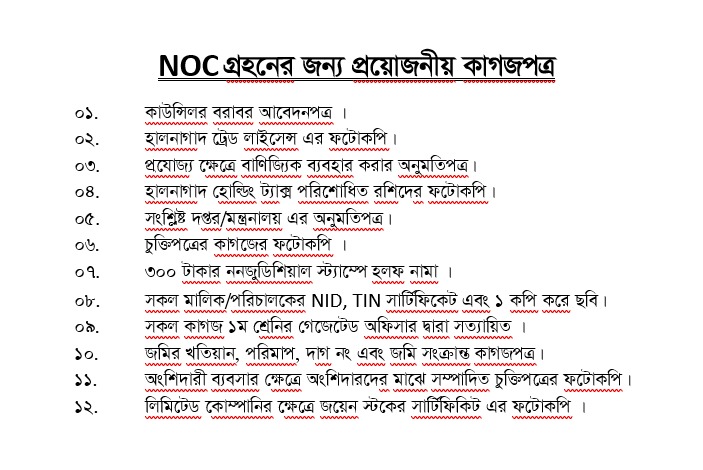 NOC গ্রহনের জন্য প্রয়োজনীয় কাগজপত্র
০১. কাউন্সিলর বরাবর আবেদনপত্র ।
০২. হালনাগাদ ট্রেড লাইসেন্স এর ফটোকপি।
০৩. প্রযোজ্য ক্ষেত্রে বাণিজ্যিক ব্যবহার করার অনুমতিপত্র।
০৪. হালনাগাদ হোল্ডিং ট্যাক্স পরিশোধিত রশিদের ফটোকপি।
০৫. সংশ্লিষ্ট দপ্তর/মন্ত্রনালয় এর অনুমতিপত্র।
০৬. চুক্তিপত্রের কাগজের ফটোকপি ।
০৭. ৩০০ টাকার ননজুডিশিয়াল স্ট্যাম্পে হলফ নামা ।
০৮. সকল মালিক/পরিচালকের NID, TIN সার্টিফিকেট এবং ১ কপি করে ছবি।
০৯. সকল কাগজ ১ম শ্রেনির গেজেটেড অফিসার দ্বারা সত্যায়িত ।
১০. জমির খতিয়ান, পরিমাপ, দাগ নং এবং জমি সংক্রান্ত কাগজপত্র।
১১. অংশিদারী ব্যবসার ক্ষেত্রে অংশিদারদের মাঝে সম্পাদিত চুক্তিপত্রের ফটোকপি।
১২. লিমিটেড কোম্পানির ক্ষেত্রে জয়েন স্টকের সার্টিফিকিট এর ফটোকপি ।